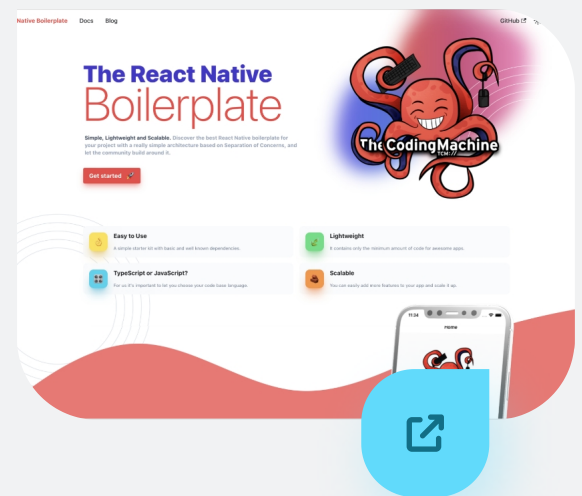 Native Boilerplate Docs Blog GitHub
The React Native
Boilerplate
Simple, Lightweight and Scalable. Discover the best React Native boilerplate for
your project with a really simple architecture based on Separation of Concerns, and
let the community build around it.
Get started
TheCodingMachine
TCM://
Easy to Use
A simple starter kit with basic and well known dependencies.
Lightweight
It contains only the minimum amount of code for awesome apps.
TypeScript or JavaScript?
For us it's important to let you choose your code base language.
Scalable
You can easily add more features to your app and code it up.
11:24
Home